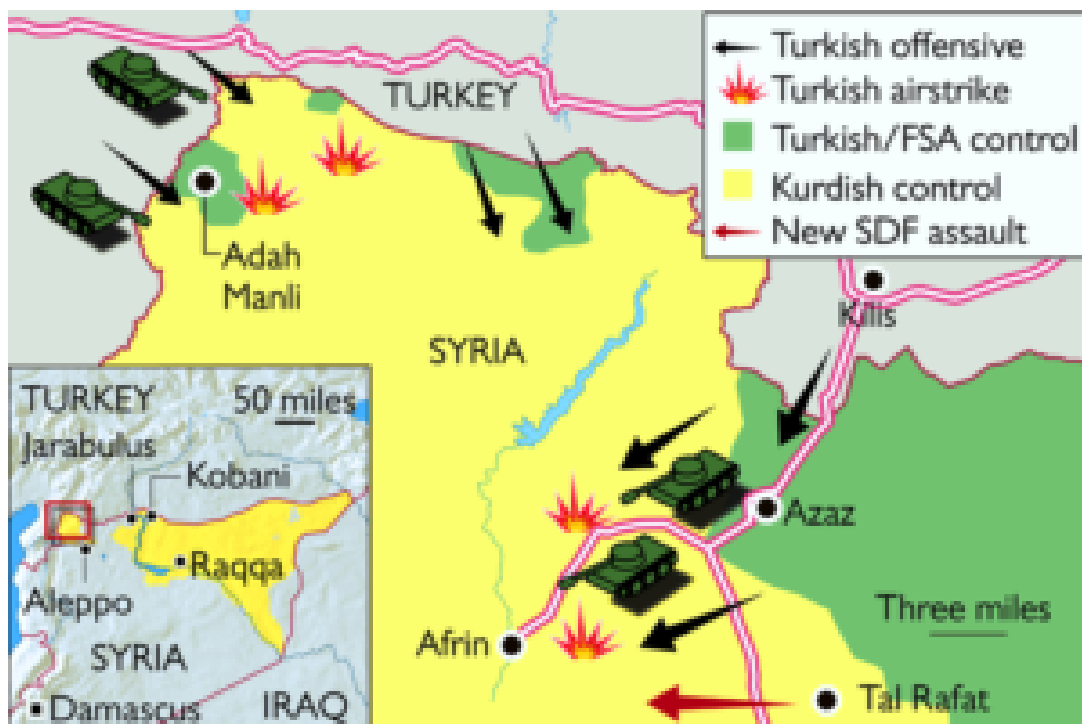 Turkish offensive
Turkish airstrike
Turkish/FSA control
Kurdish control
New SDF assault
TURKEY
Adah
Manli
SYRIA
Kilis
Azaz
Afrin
Three miles
Tal Rafat
TURKEY
50 miles
Jarabulus
Kobani
Raqqa
Aleppo
SYRIA
Damascus
IRAQ